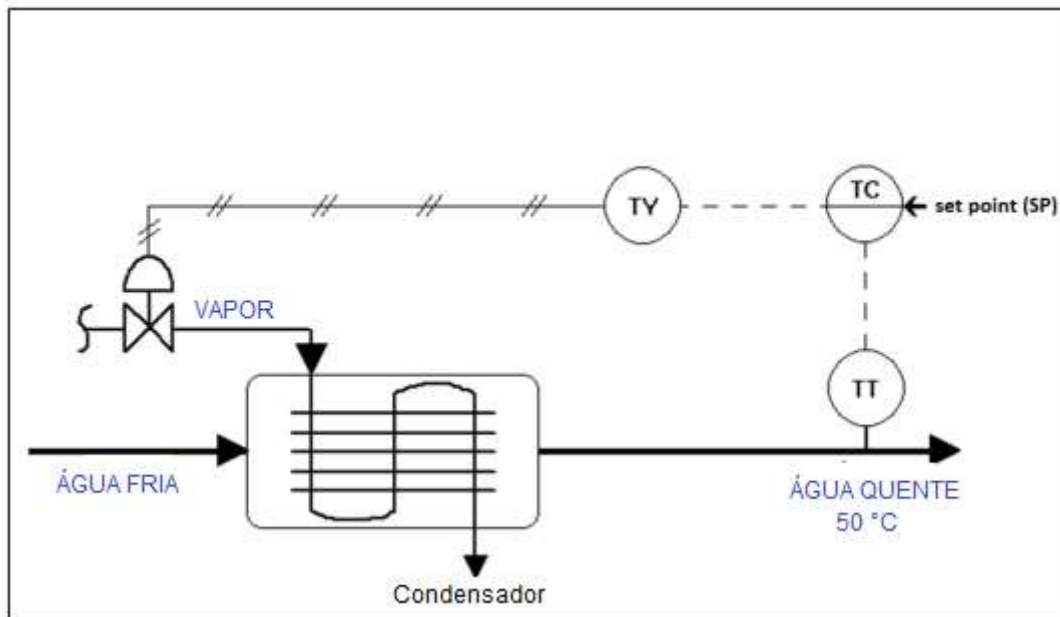 TY
TC
set point (SP)
VAPOR
TT
ÁGUA FRIA
ÁGUA QUENTE
50 °C
Condensador